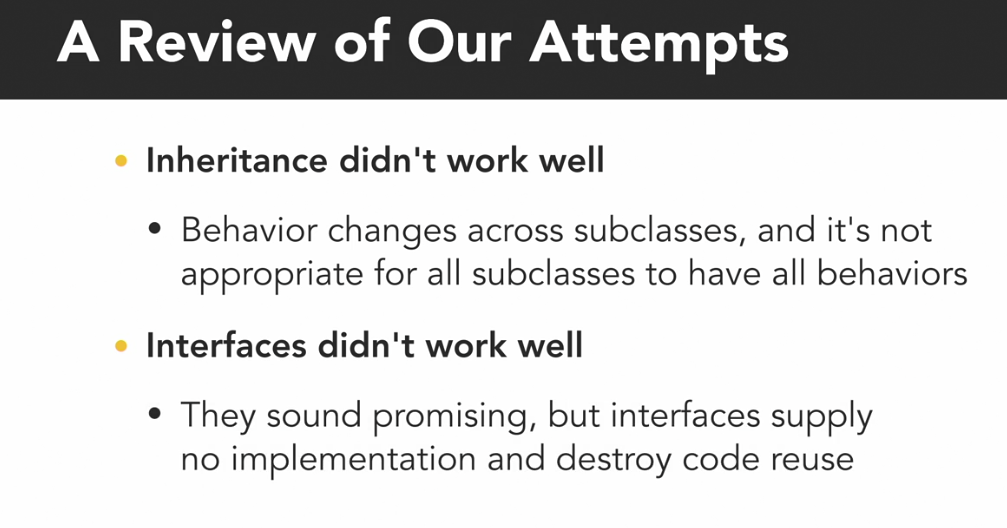 A Review of Our Attempts
• Inheritance didn't work well
• Behavior changes across subclasses, and it's not
appropriate for all subclasses to have all behaviors
• Interfaces didn't work well
• They sound promising, but interfaces supply
no implementation and destroy code reuse